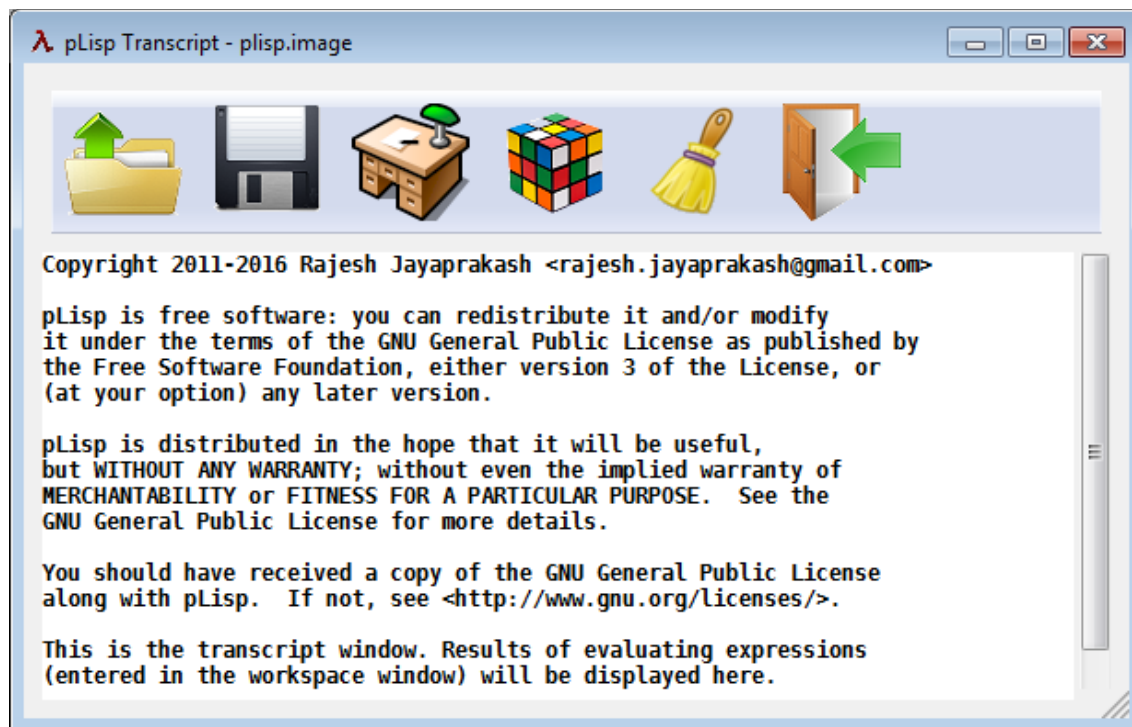 pLisp Transcript - plisp.image
Copyright 2011-2016 Rajesh Jayaprakash <rajesh.jayaprakash@gmail.com>
pLisp is free software: you can redistribute it and/or modify
it under the terms of the GNU General Public License as published by
the Free Software Foundation, either version 3 of the License, or
(at your option) any later version.
pLisp is distributed in the hope that it will be useful,
but WITHOUT ANY WARRANTY; without even the implied warranty of
MERCHANTABILITY or FITNESS FOR A PARTICULAR PURPOSE.  See the
GNU General Public License for more details.
You should have received a copy of the GNU General Public License
along with pLisp.  If not, see <http://www.gnu.org/licenses/>.
This is the transcript window. Results of evaluating expressions
(entered in the workspace window) will be displayed here.